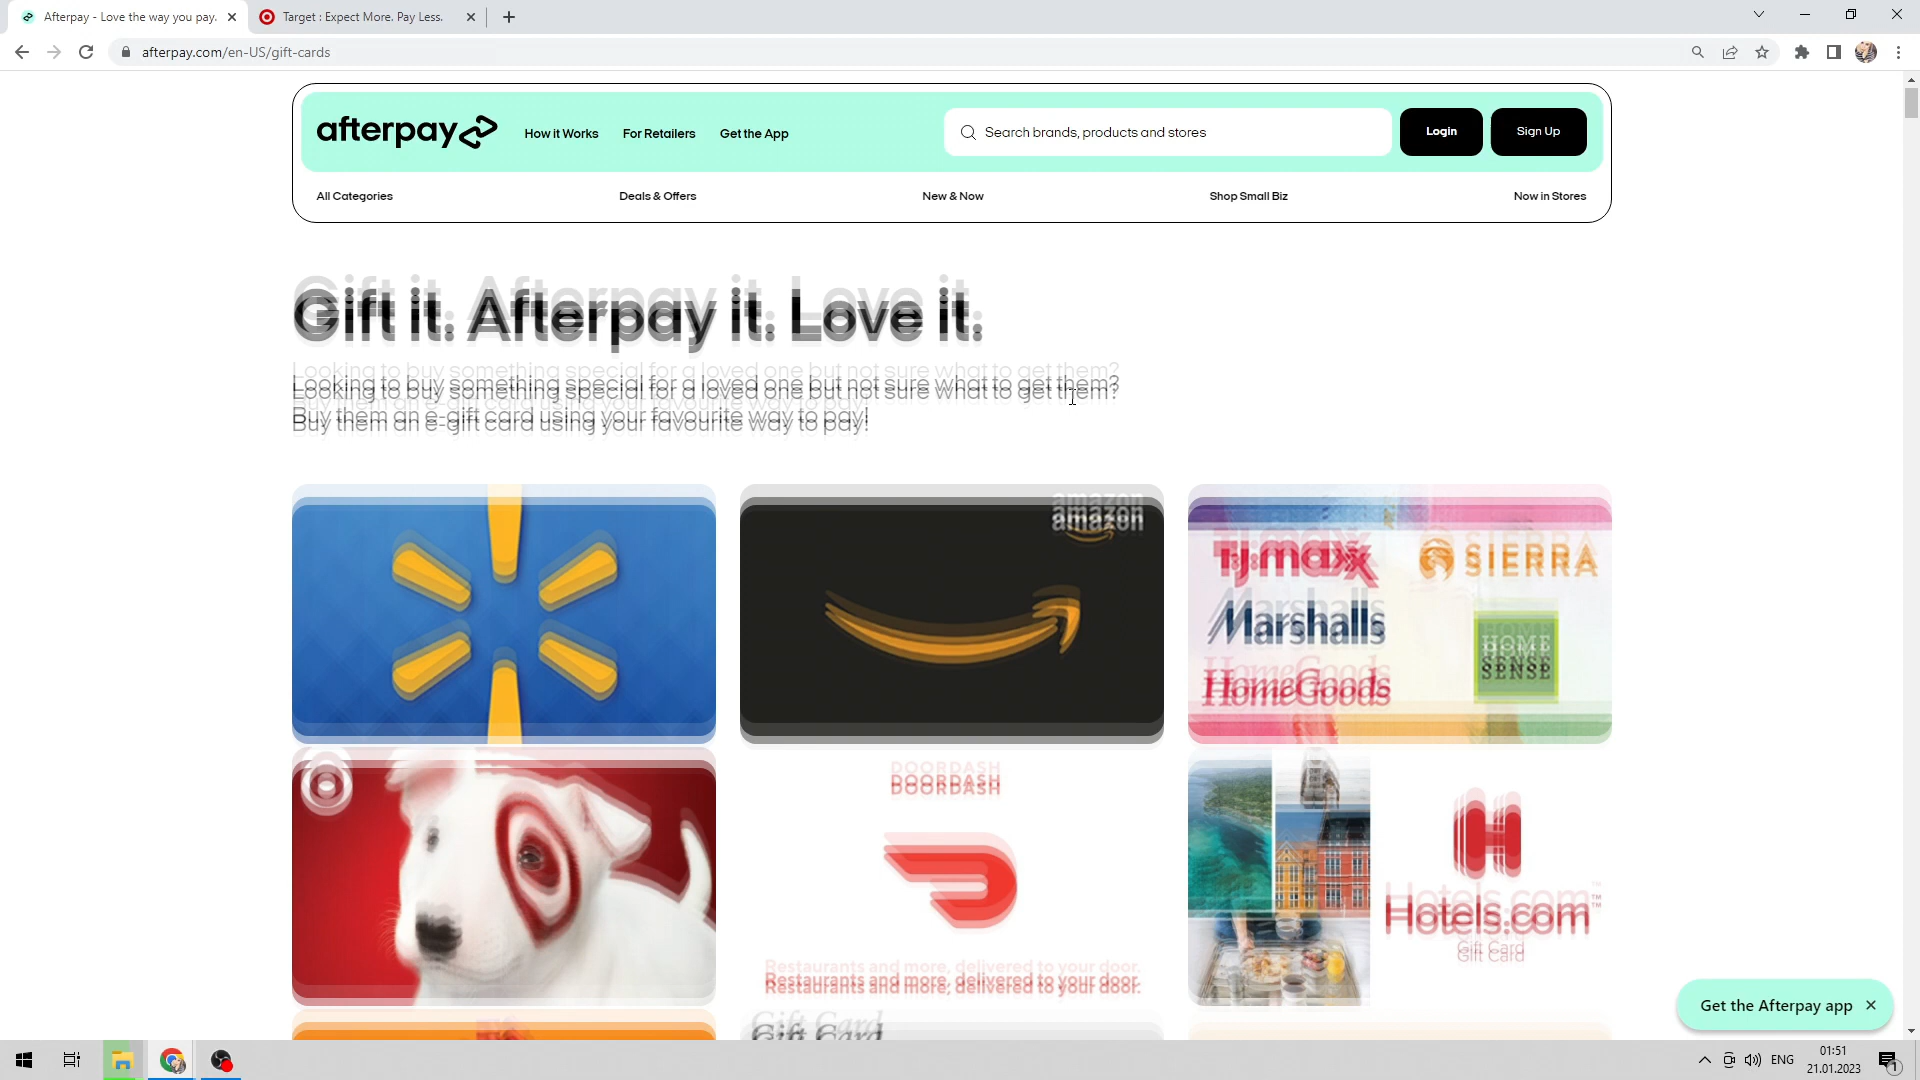 Afterpay - Love the way you pay.
Target : Expect More. Pay Less.
afterpay.com/en-US/gift-cards
afterpay
How it Works
For Retailers
Get the App
Search brands, products and stores
Login
Sign Up
All Categories
Deals & Offers
New & Now
Shop Small Biz
Now in Stores
Gift it. Afterpay it. Love it.
Looking to buy something special for a loved one but not sure what to get them?
Buy them an e-gift card using your favourite way to pay!
amazon
TJ.maxx
SIERRA
Marshalls
HOME
SENSE
HomeGoods
DOORDASH
Restaurants and more, delivered to your door.
Hotels.com™
Gift Card
Gift Card
Get the Afterpay app
ENG
01:51
21.01.2023
1